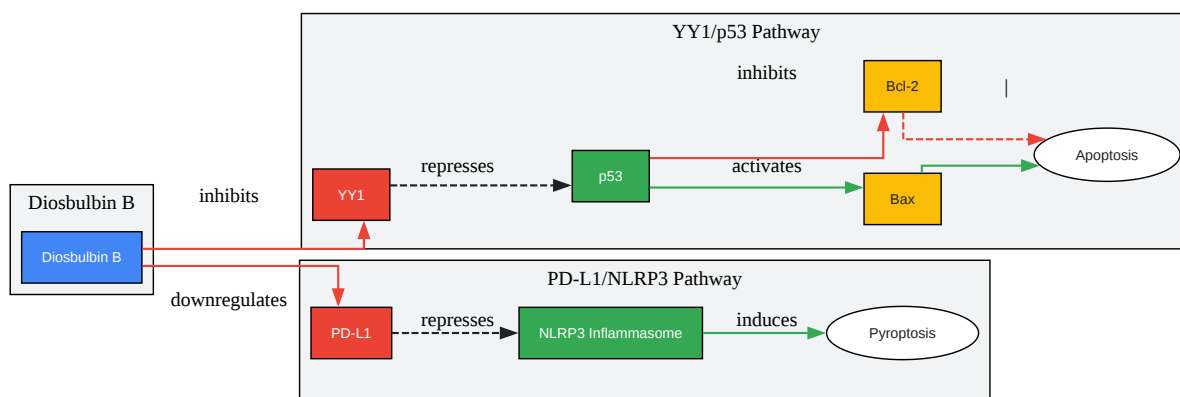 YY1/p53 Pathway
inhibits
Bcl-2
|
represses
p53
activates
Apoptosis
inhibits
YY1
Bax
Diosbulbin B
Diosbulbin B
downregulates
PD-L1/NLRP3 Pathway
PD-L1
represses
NLRP3 Inflammasome
induces
Pyroptosis